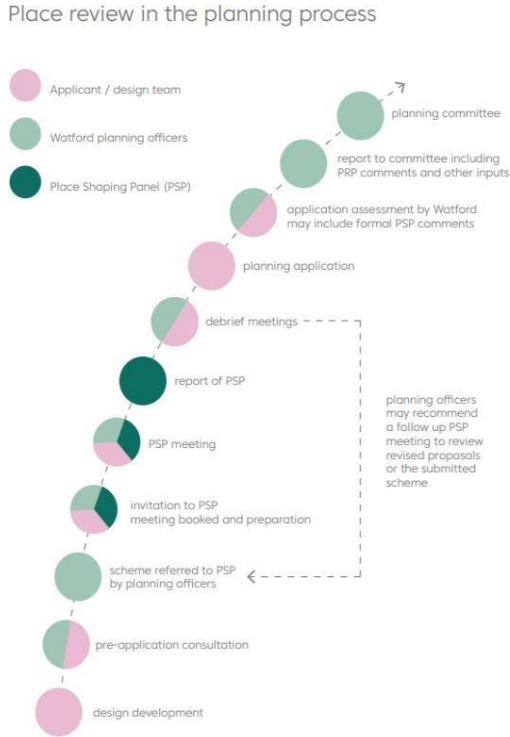 Place review in the planning process
Applicant / design team
Watford planning officers
Place Shaping Panel (PSP)
planning committee
report to committee including
PRP comments and other inputs
application assessment by Watford
may include formal PSP comments
planning application
debrief meetings
report of PSP
planning officers
may recommend
a follow up PSP
meeting to review
revised proposals
or the submitted
scheme
PSP meeting
invitation to PSP
meeting booked and preparation
scheme referred to PSP
by planning officers
pre-application consultation
design development